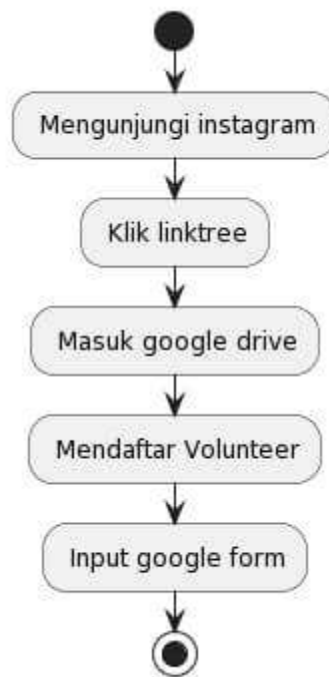 Mengunjungi instagram
Klik linktree
Masuk google drive
Mendaftar Volunteer
Input google form